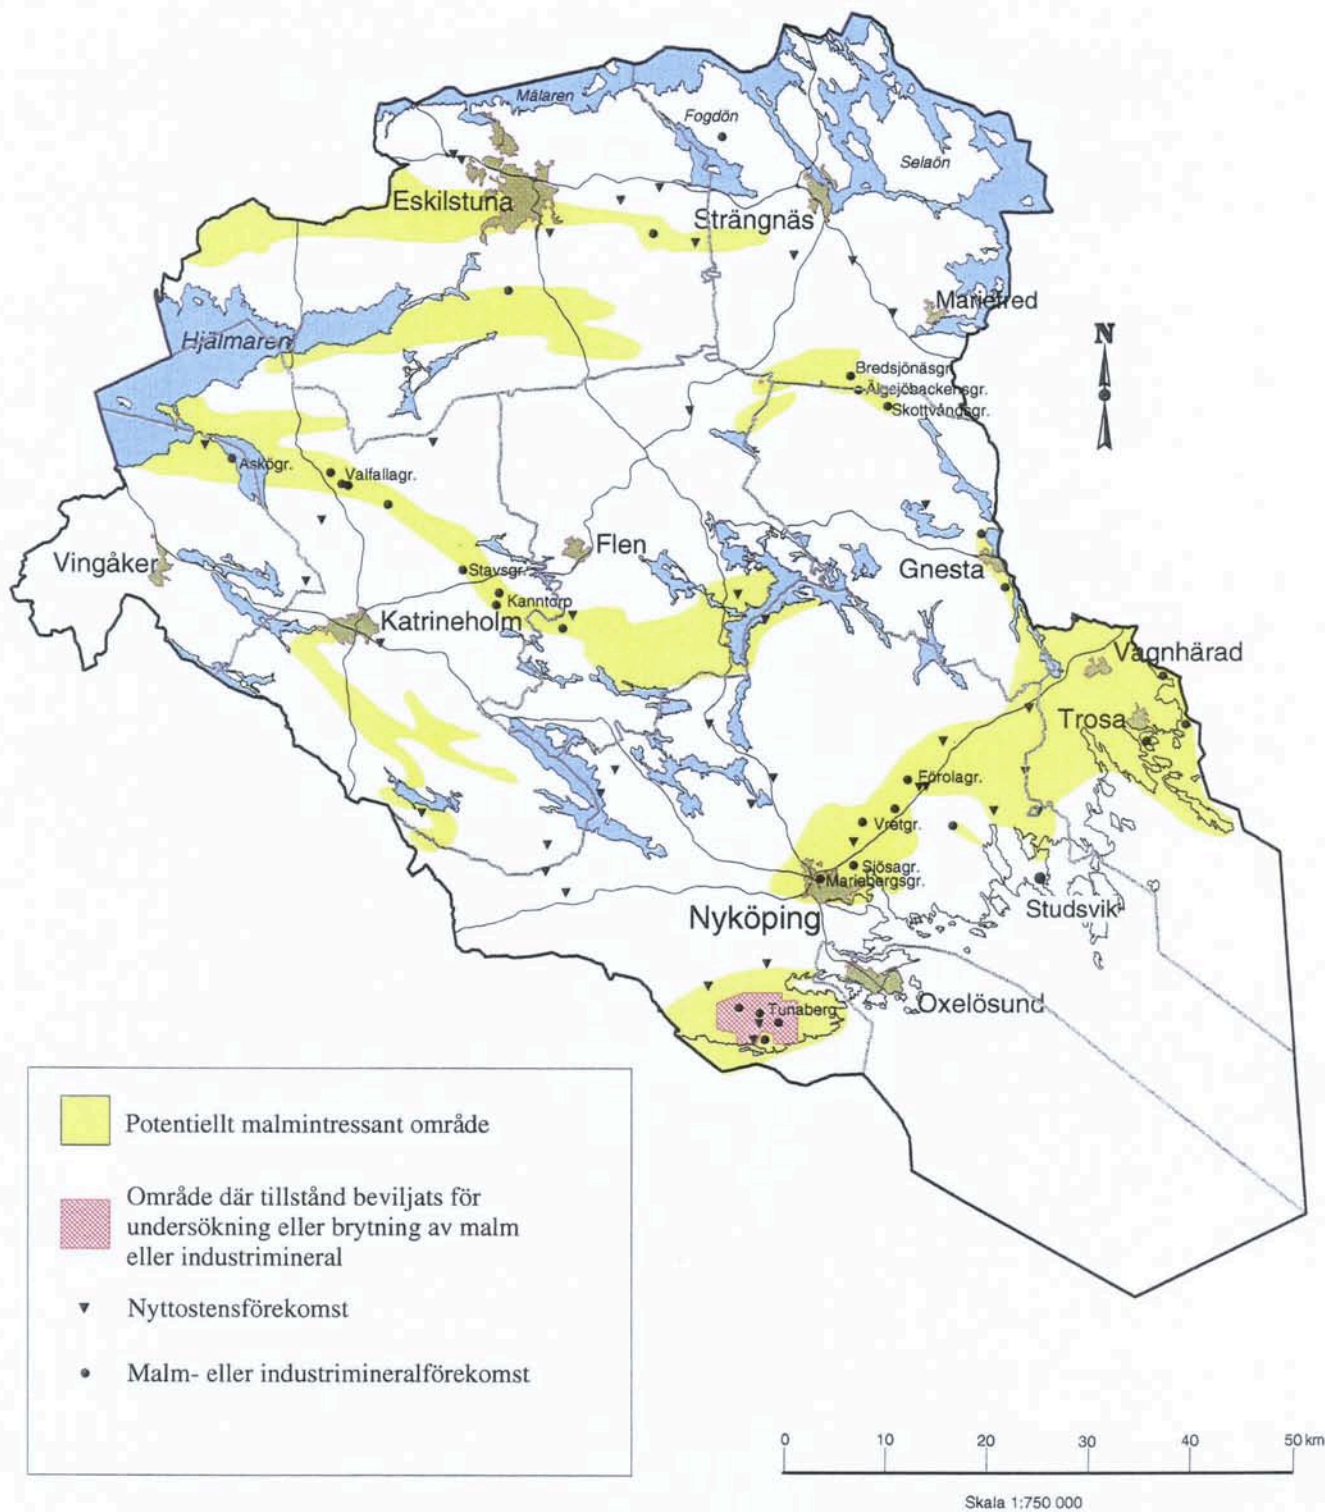 Mälaren
Fogdön
Selaön
Eskilstuna
Strängnäs
Mariefred
Hjälmaren
N
Bredsjönäsgr.
Älgsjöbackensgr.
Skottvångsgr.
Askögr.
Valfallagr.
Vingåker
Flen
Gnesta
Stavsgr.
Kanntorp
Katrineholm
Vagnhärad
Trosa
Förolagr.
Vretgr.
Sjösagr.
Mariebergsgr.
Nyköping
Studsvik
Oxelösund
Tunaberg
Potentiellt malmintressant område
Område där tillstånd beviljats för
undersökning eller brytning av malm
eller industrimineral
Nyttostensförekomst
Malm- eller industrimineralförekomst
0 10 20 30 40 50 km
Skala 1:750 000